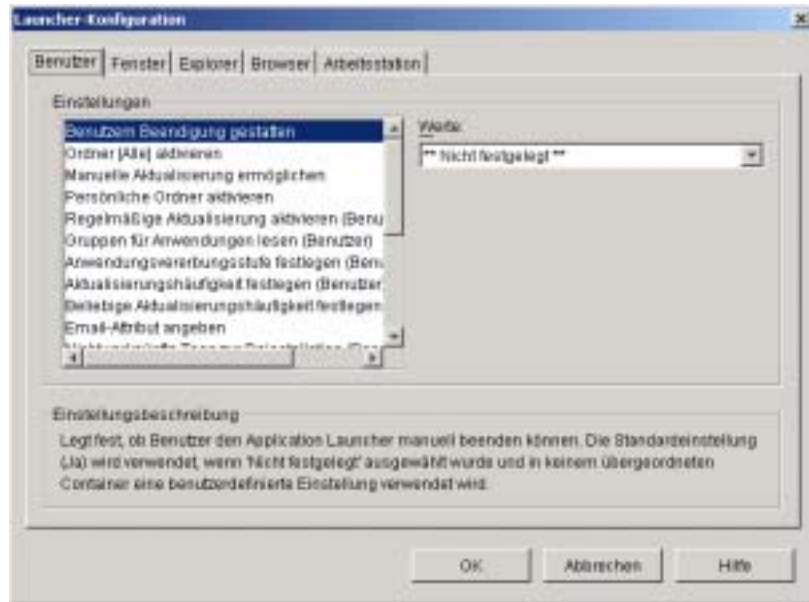 Launcher-Konfiguration
Benutzer Fenster Explorer Browser Arbeitsstation
Einstellungen
Benutzern Beendigung gestatten
Ordner [Alle] aktivieren
Manuelle Aktualisierung ermöglichen
Persönliche Ordner aktivieren
Regelmäßige Aktualisierung aktivieren (Benu
Gruppen für Anwendungen lesen (Benutzer)
Anwendungsvererbungsstufe festlegen (Benu
Aktualisierungshäufigkeit festlegen (Benutzer
Beliebige Aktualisierungshäufigkeit festlegen
Email-Attribut angeben
Werte:
** Nicht festgelegt **
Einstellungsbeschreibung
Legt fest, ob Benutzer den Application Launcher manuell beenden können. Die Standardeinstellung
(Ja) wird verwendet, wenn 'Nicht festgelegt' ausgewählt wurde und in keinem übergeordneten
Container eine benutzerdefinierte Einstellung verwendet wird.
OK Abbrechen Hilfe